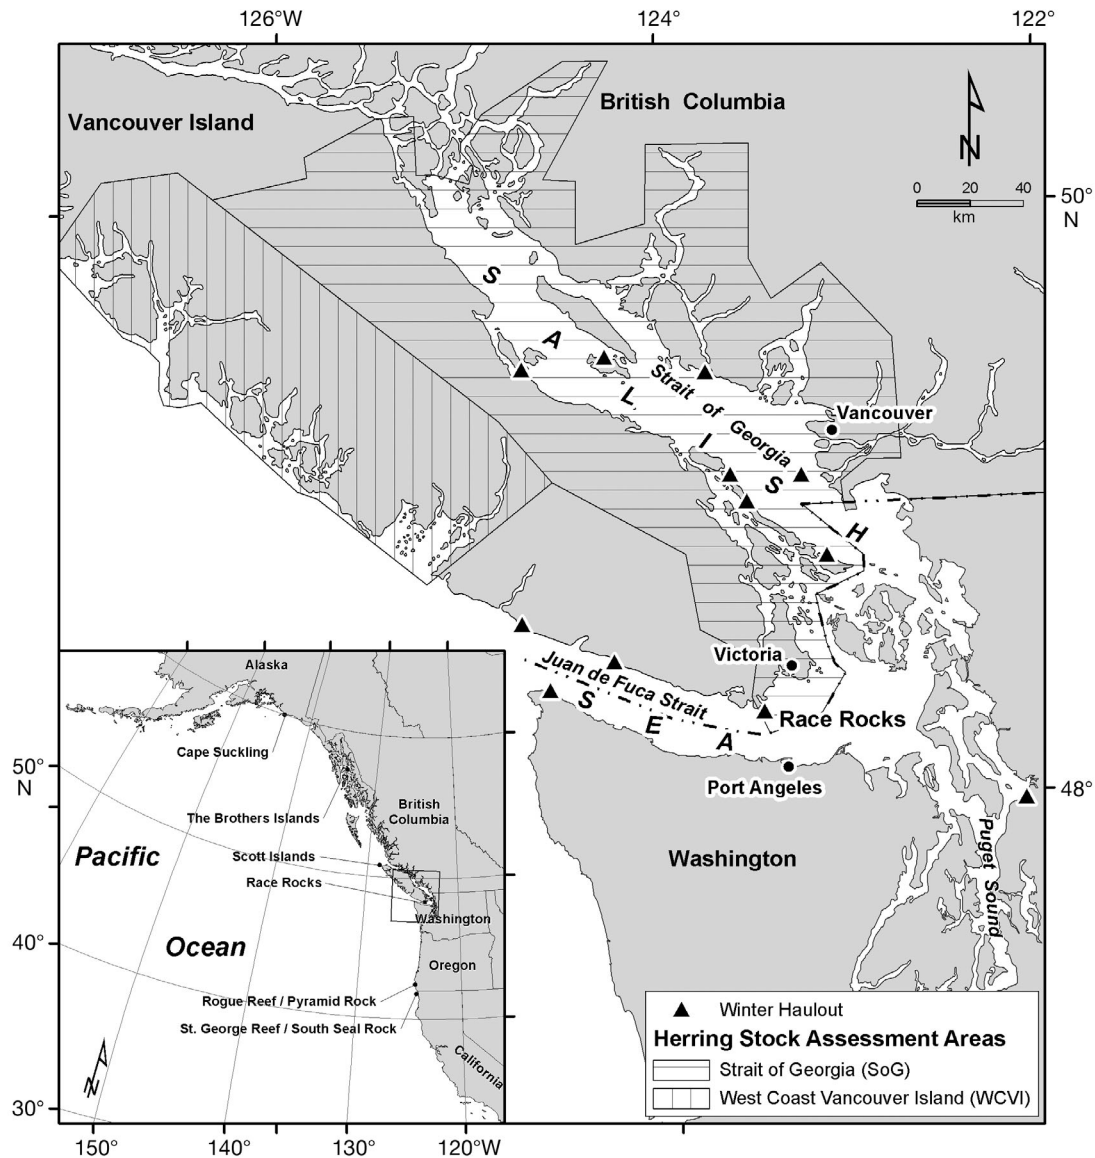 126°W
124°
122°
Vancouver Island
British Columbia
N
0 20 40
km
50°
N
S
A
L
I
S
H
Strait of Georgia
Vancouver
Victoria
Juan de Fuca Strait
S
E
A
Race Rocks
Port Angeles
48°
Washington
Puget Sound
Alaska
Cape Suckling
50°
N
The Brothers Islands
British
Columbia
Pacific
Scott Islands
Race Rocks
Washington
40°
Ocean
Oregon
Rogue Reef / Pyramid Rock
St. George Reef / South Seal Rock
California
N
30°
150°
140°
130°
120°W
Winter Haulout
Herring Stock Assessment Areas
Strait of Georgia (SoG)
West Coast Vancouver Island (WCVI)